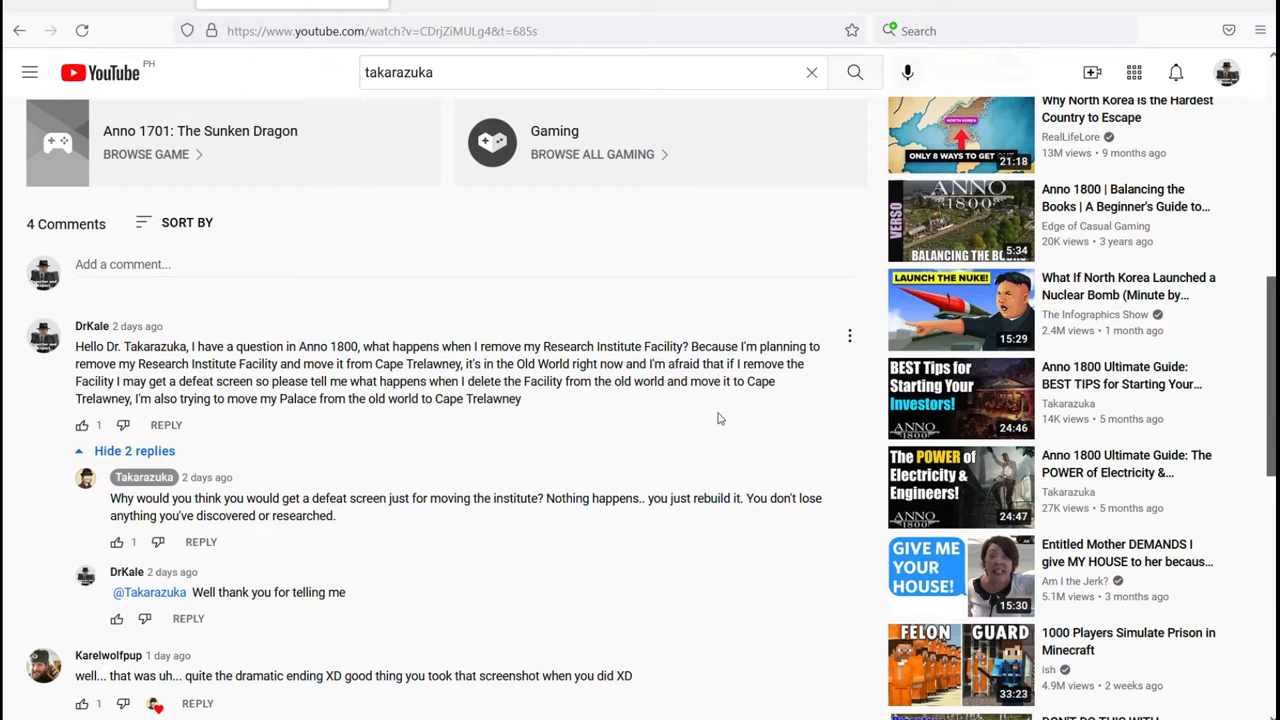 https://www.youtube.com/watch?v=CDrjZiMULg4&t=685s
Search
YouTube PH
takarazuka
Anno 1701: The Sunken Dragon
BROWSE GAME
Gaming
BROWSE ALL GAMING
4 Comments
SORT BY
Add a comment...
DrKale 2 days ago
Hello Dr. Takarazuka, I have a question in Anno 1800, what happens when I remove my Research Institute Facility? Because I'm planning to
remove my Research Institute Facility and move it from Cape Trelawney, it's in the Old World right now and I'm afraid that if I remove the
Facility I may get a defeat screen so please tell me what happens when I delete the Facility from the old world and move it to Cape
Trelawney, I'm also trying to move my Palace from the old world to Cape Trelawney
1 REPLY
Hide 2 replies
Takarazuka 2 days ago
Why would you think you would get a defeat screen just for moving the institute? Nothing happens.. you just rebuild it. You don't lose
anything you've discovered or researched.
1 REPLY
DrKale 2 days ago
@Takarazuka Well thank you for telling me
REPLY
Karelwolfpup 1 day ago
well... that was uh... quite the dramatic ending XD good thing you took that screenshot when you did XD
1 REPLY
NORTH KOREA
ONLY 8 WAYS TO GET
21:18
Why North Korea Is the Hardest
Country to Escape
RealLifeLore
13M views • 9 months ago
ANNO
1800
VERSO
BALANCING THE
5:34
Anno 1800 | Balancing the
Books | A Beginner's Guide to...
Edge of Casual Gaming
20K views • 3 years ago
LAUNCH THE NUKE!
15:29
What If North Korea Launched a
Nuclear Bomb (Minute by...
The Infographics Show
2.4M views • 1 month ago
BEST Tips for
Starting Your
Investors!
ANNO
1800
24:46
Anno 1800 Ultimate Guide:
BEST TIPS for Starting Your...
Takarazuka
14K views • 5 months ago
The POWER of
Electricity &
Engineers!
ANNO
1800
24:47
Anno 1800 Ultimate Guide: The
POWER of Electricity &...
Takarazuka
27K views • 5 months ago
GIVE ME
YOUR
HOUSE!
15:30
Entitled Mother DEMANDS I
give MY HOUSE to her becaus...
Am I the Jerk?
5.1M views • 3 months ago
FELON
GUARD
33:23
1000 Players Simulate Prison in
Minecraft
ish
4.9M views • 2 weeks ago